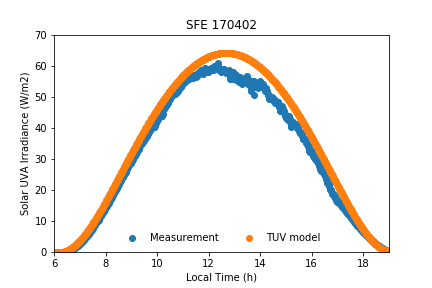 SFE 170402
Solar UVA Irradiance (W/m2)
70
60
50
40
30
20
10
0
Measurement
TUV model
6 8 10 12 14 16 18
Local Time (h)